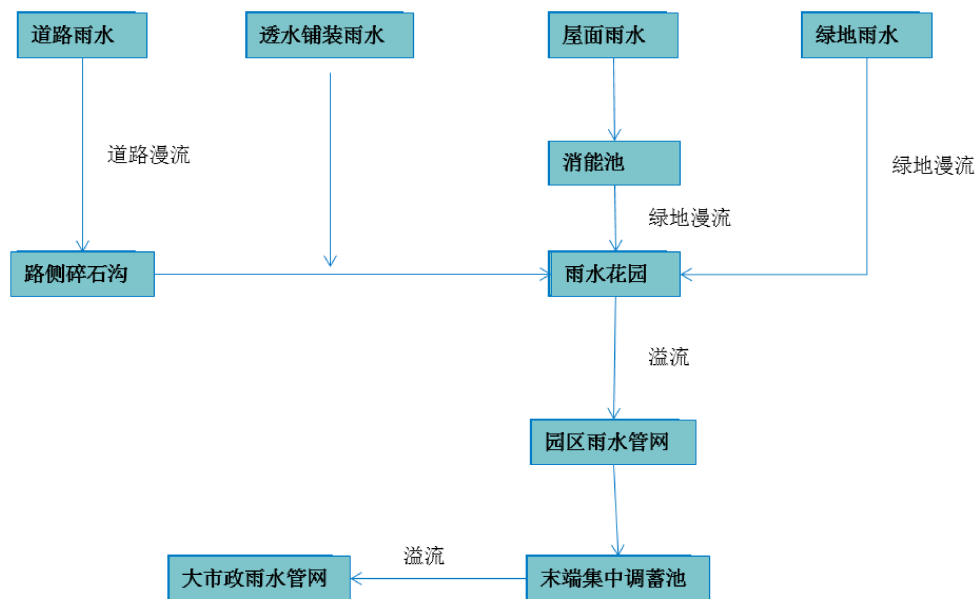 道路雨水
透水铺装雨水
屋面雨水
绿地雨水
道路漫流
消能池
绿地漫流
绿地漫流
路侧碎石沟
雨水花园
溢流
园区雨水管网
溢流
大市政雨水管网
末端集中调蓄池